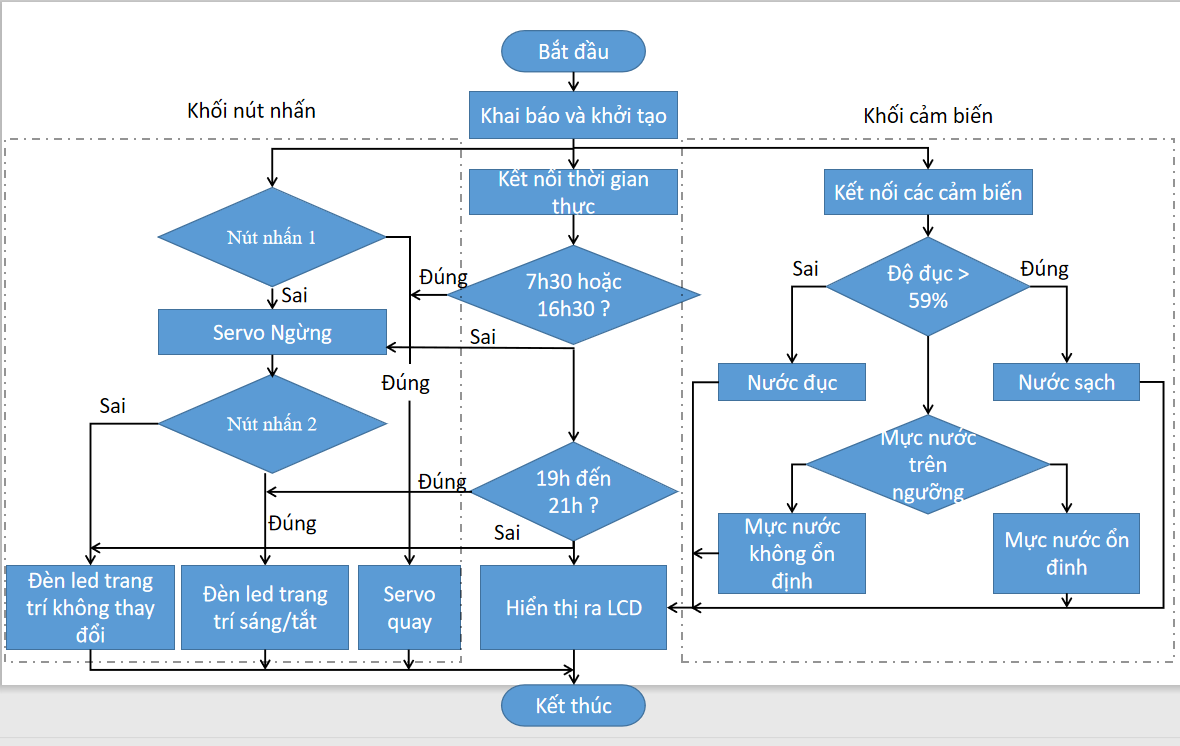 Bắt đầu
Khối nút nhấn
Khai báo và khởi tạo
Khối cảm biến
Kết nối thời gian
thực
Kết nối các cảm biến
Nút nhấn 1
Đúng
7h30 hoặc
16h30 ?
Sai
Độ đục >
59%
Đúng
Sai
Servo Ngừng
Sai
Đúng
Nước đục
Nước sạch
Sai
Nút nhấn 2
Mực nước
trên
ngưỡng
Đúng
19h đến
21h ?
Đúng
Sai
Mực nước
không ổn
định
Mực nước ổn
đinh
Đèn led trang
trí không thay
đổi
Đèn led trang
trí sáng/tắt
Servo
quay
Hiển thị ra LCD
Kết thúc